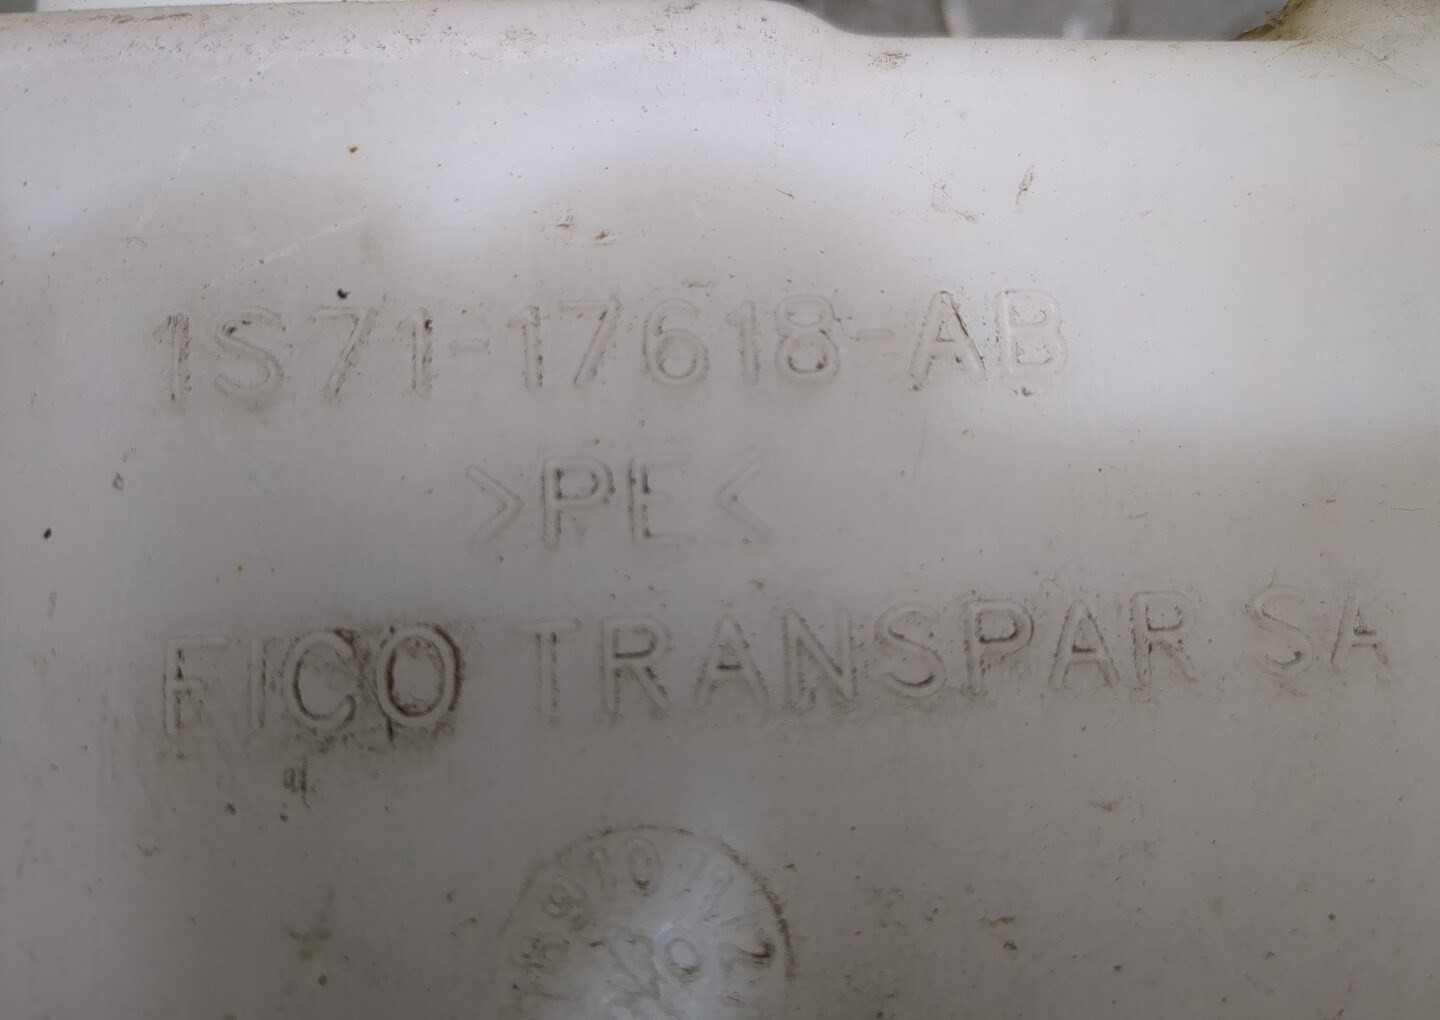 1S71-17618-AB
>PE<
FICO TRANSPAR SA